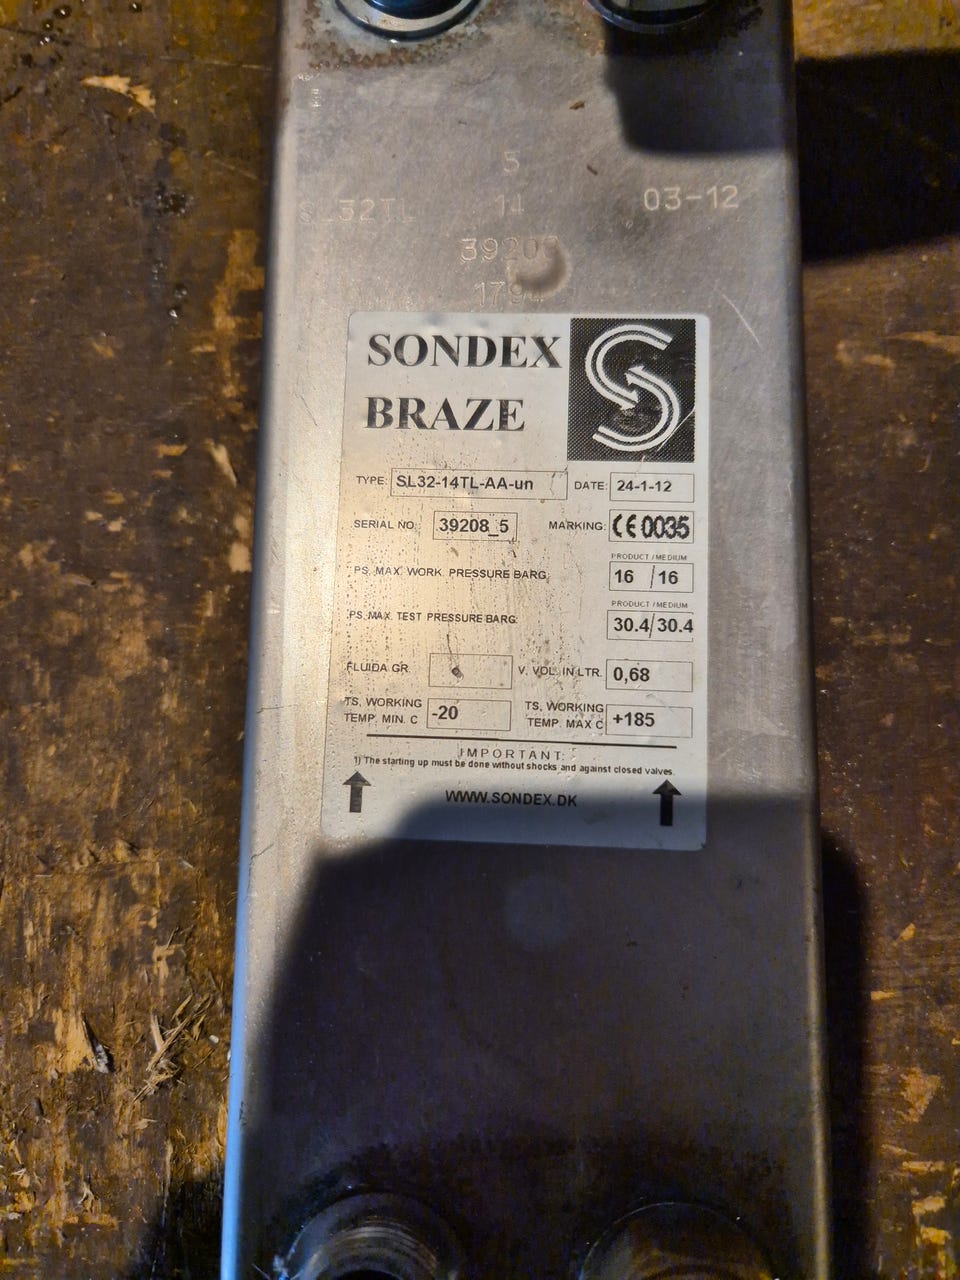 5
SL32TL 14 03-12
3920
179
SONDEX
BRAZE
TYPE: SL32-14TL-AA-un DATE: 24-1-12
SERIAL NO: 39208_5 MARKING: CE 0035
PRODUCT / MEDIUM
PS. MAX. WORK. PRESSURE BARG: 16 / 16
PRODUCT / MEDIUM
PS. MAX. TEST PRESSURE BARG: 30.4/30.4
FLUIDA GR. V. VOL. IN LTR. 0,68
TS, WORKING TEMP. MIN. C -20 TS, WORKING TEMP. MAX C +185
IMPORTANT:
1) The starting up must be done without shocks and against closed valves.
WWW.SONDEX.DK